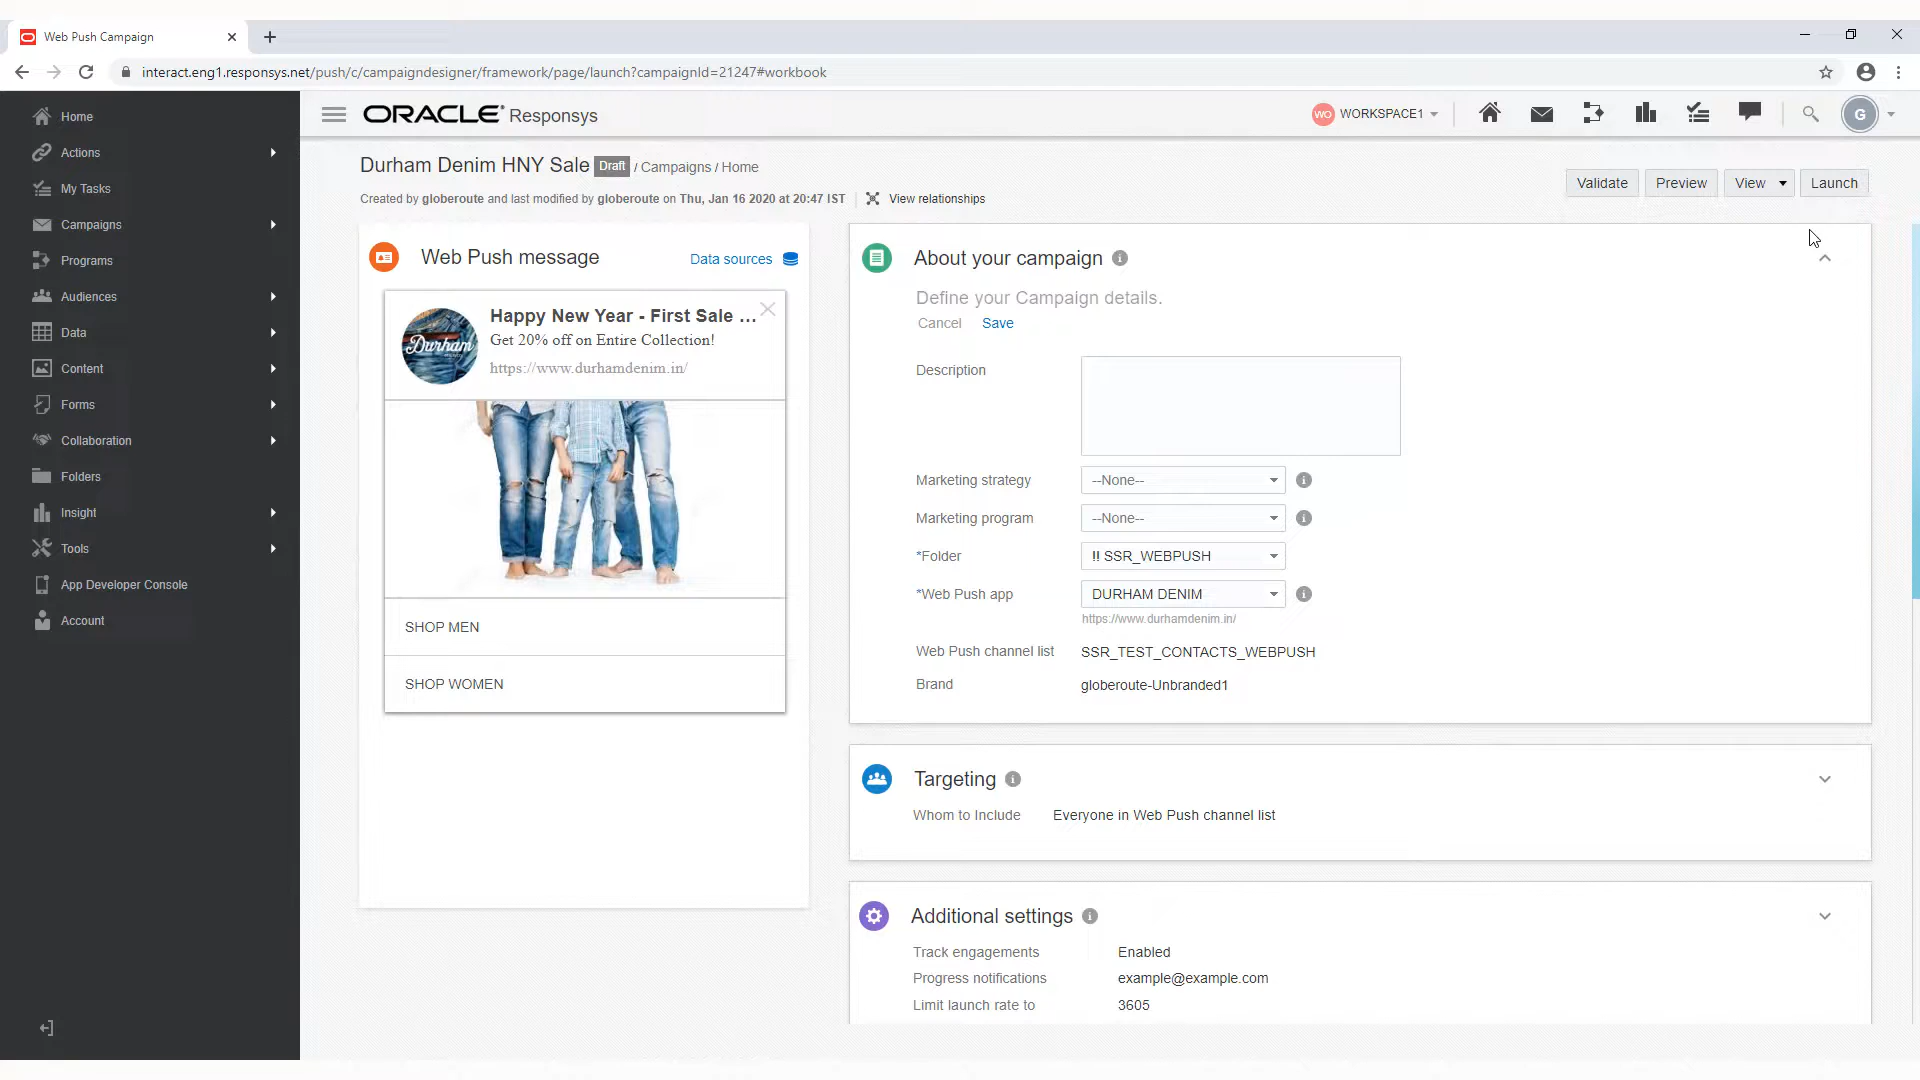 Web Push Campaign
interact.eng1.responsys.net/push/c/campaigndesigner/framework/page/launch?campaignId=21247#workbook
Home
Actions
My Tasks
Campaigns
Programs
Audiences
Data
Content
Forms
Collaboration
Folders
Insight
Tools
App Developer Console
Account
ORACLE Responsys
WO WORKSPACE1
G
Durham Denim HNY Sale Draft / Campaigns / Home
Created by globeroute and last modified by globeroute on Thu, Jan 16 2020 at 20:47 IST
View relationships
Validate
Preview
View
Launch
Web Push message
Data sources
Durham
Happy New Year - First Sale ...
Get 20% off on Entire Collection!
https://www.durhamdenim.in/
SHOP MEN
SHOP WOMEN
About your campaign
Define your Campaign details.
Cancel Save
Description
Marketing strategy --None--
Marketing program --None--
*Folder !! SSR_WEBPUSH
*Web Push app DURHAM DENIM
https://www.durhamdenim.in/
Web Push channel list SSR_TEST_CONTACTS_WEBPUSH
Brand globeroute-Unbranded1
Targeting
Whom to Include Everyone in Web Push channel list
Additional settings
Track engagements Enabled
Progress notifications example@example.com
Limit launch rate to 3605